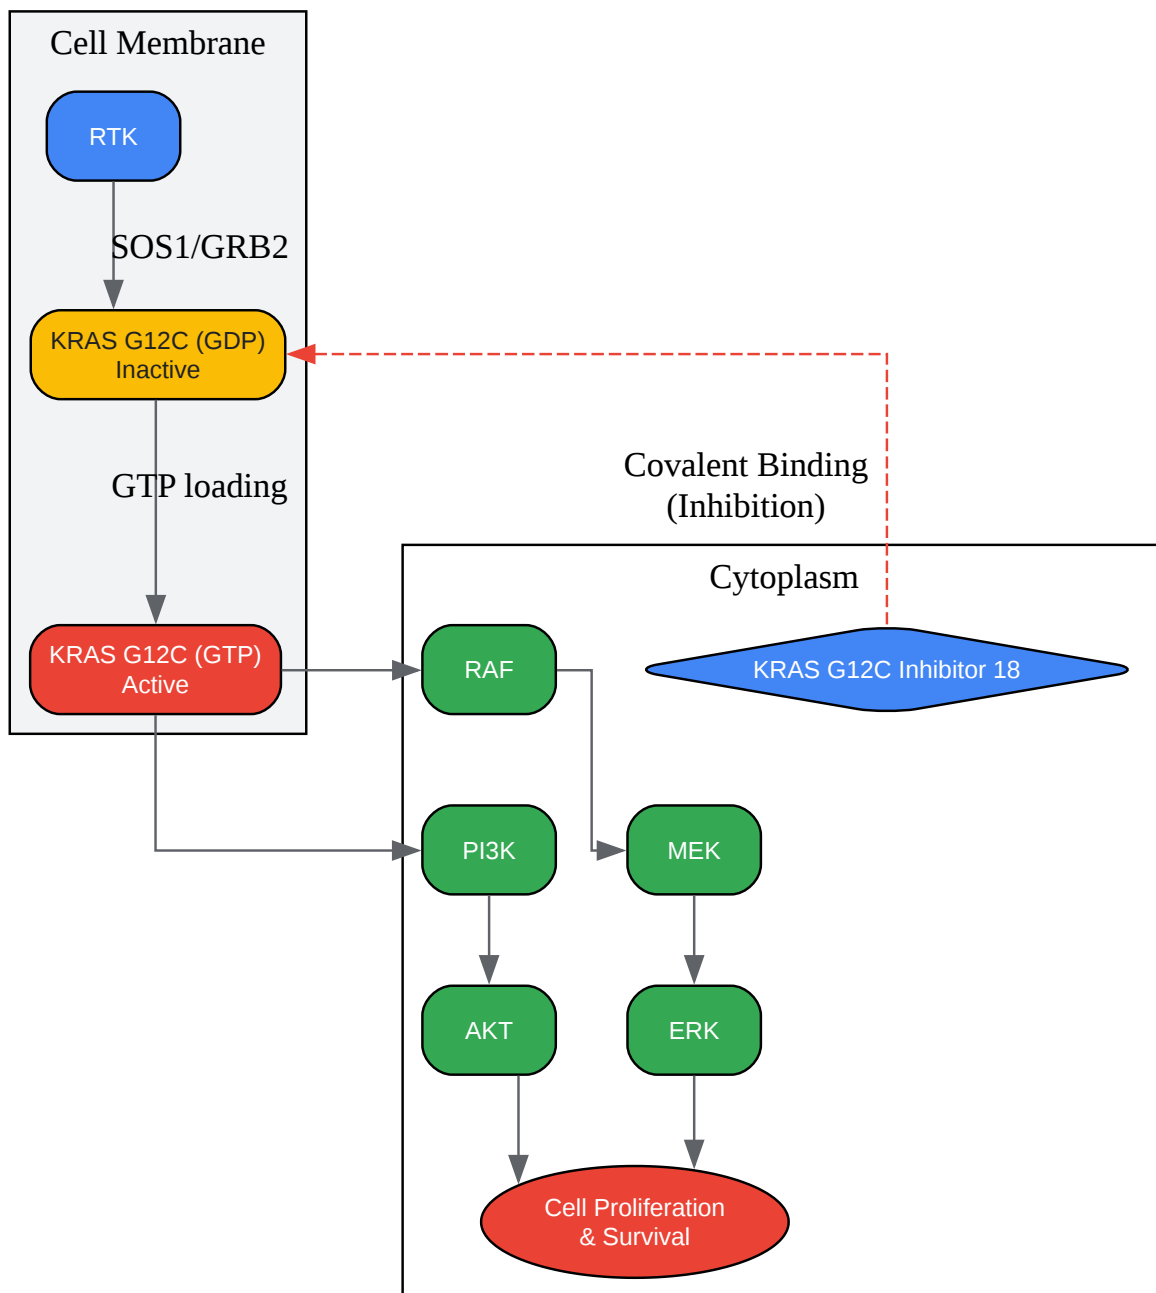 Cell Membrane
RTK
SOS1/GRB2
KRAS G12C (GDP)
Inactive
GTP loading
Covalent Binding
(Inhibition)
Cytoplasm
KRAS G12C (GTP)
Active
RAF
KRAS G12C Inhibitor 18
PI3K
MEK
AKT
ERK
Cell Proliferation
& Survival